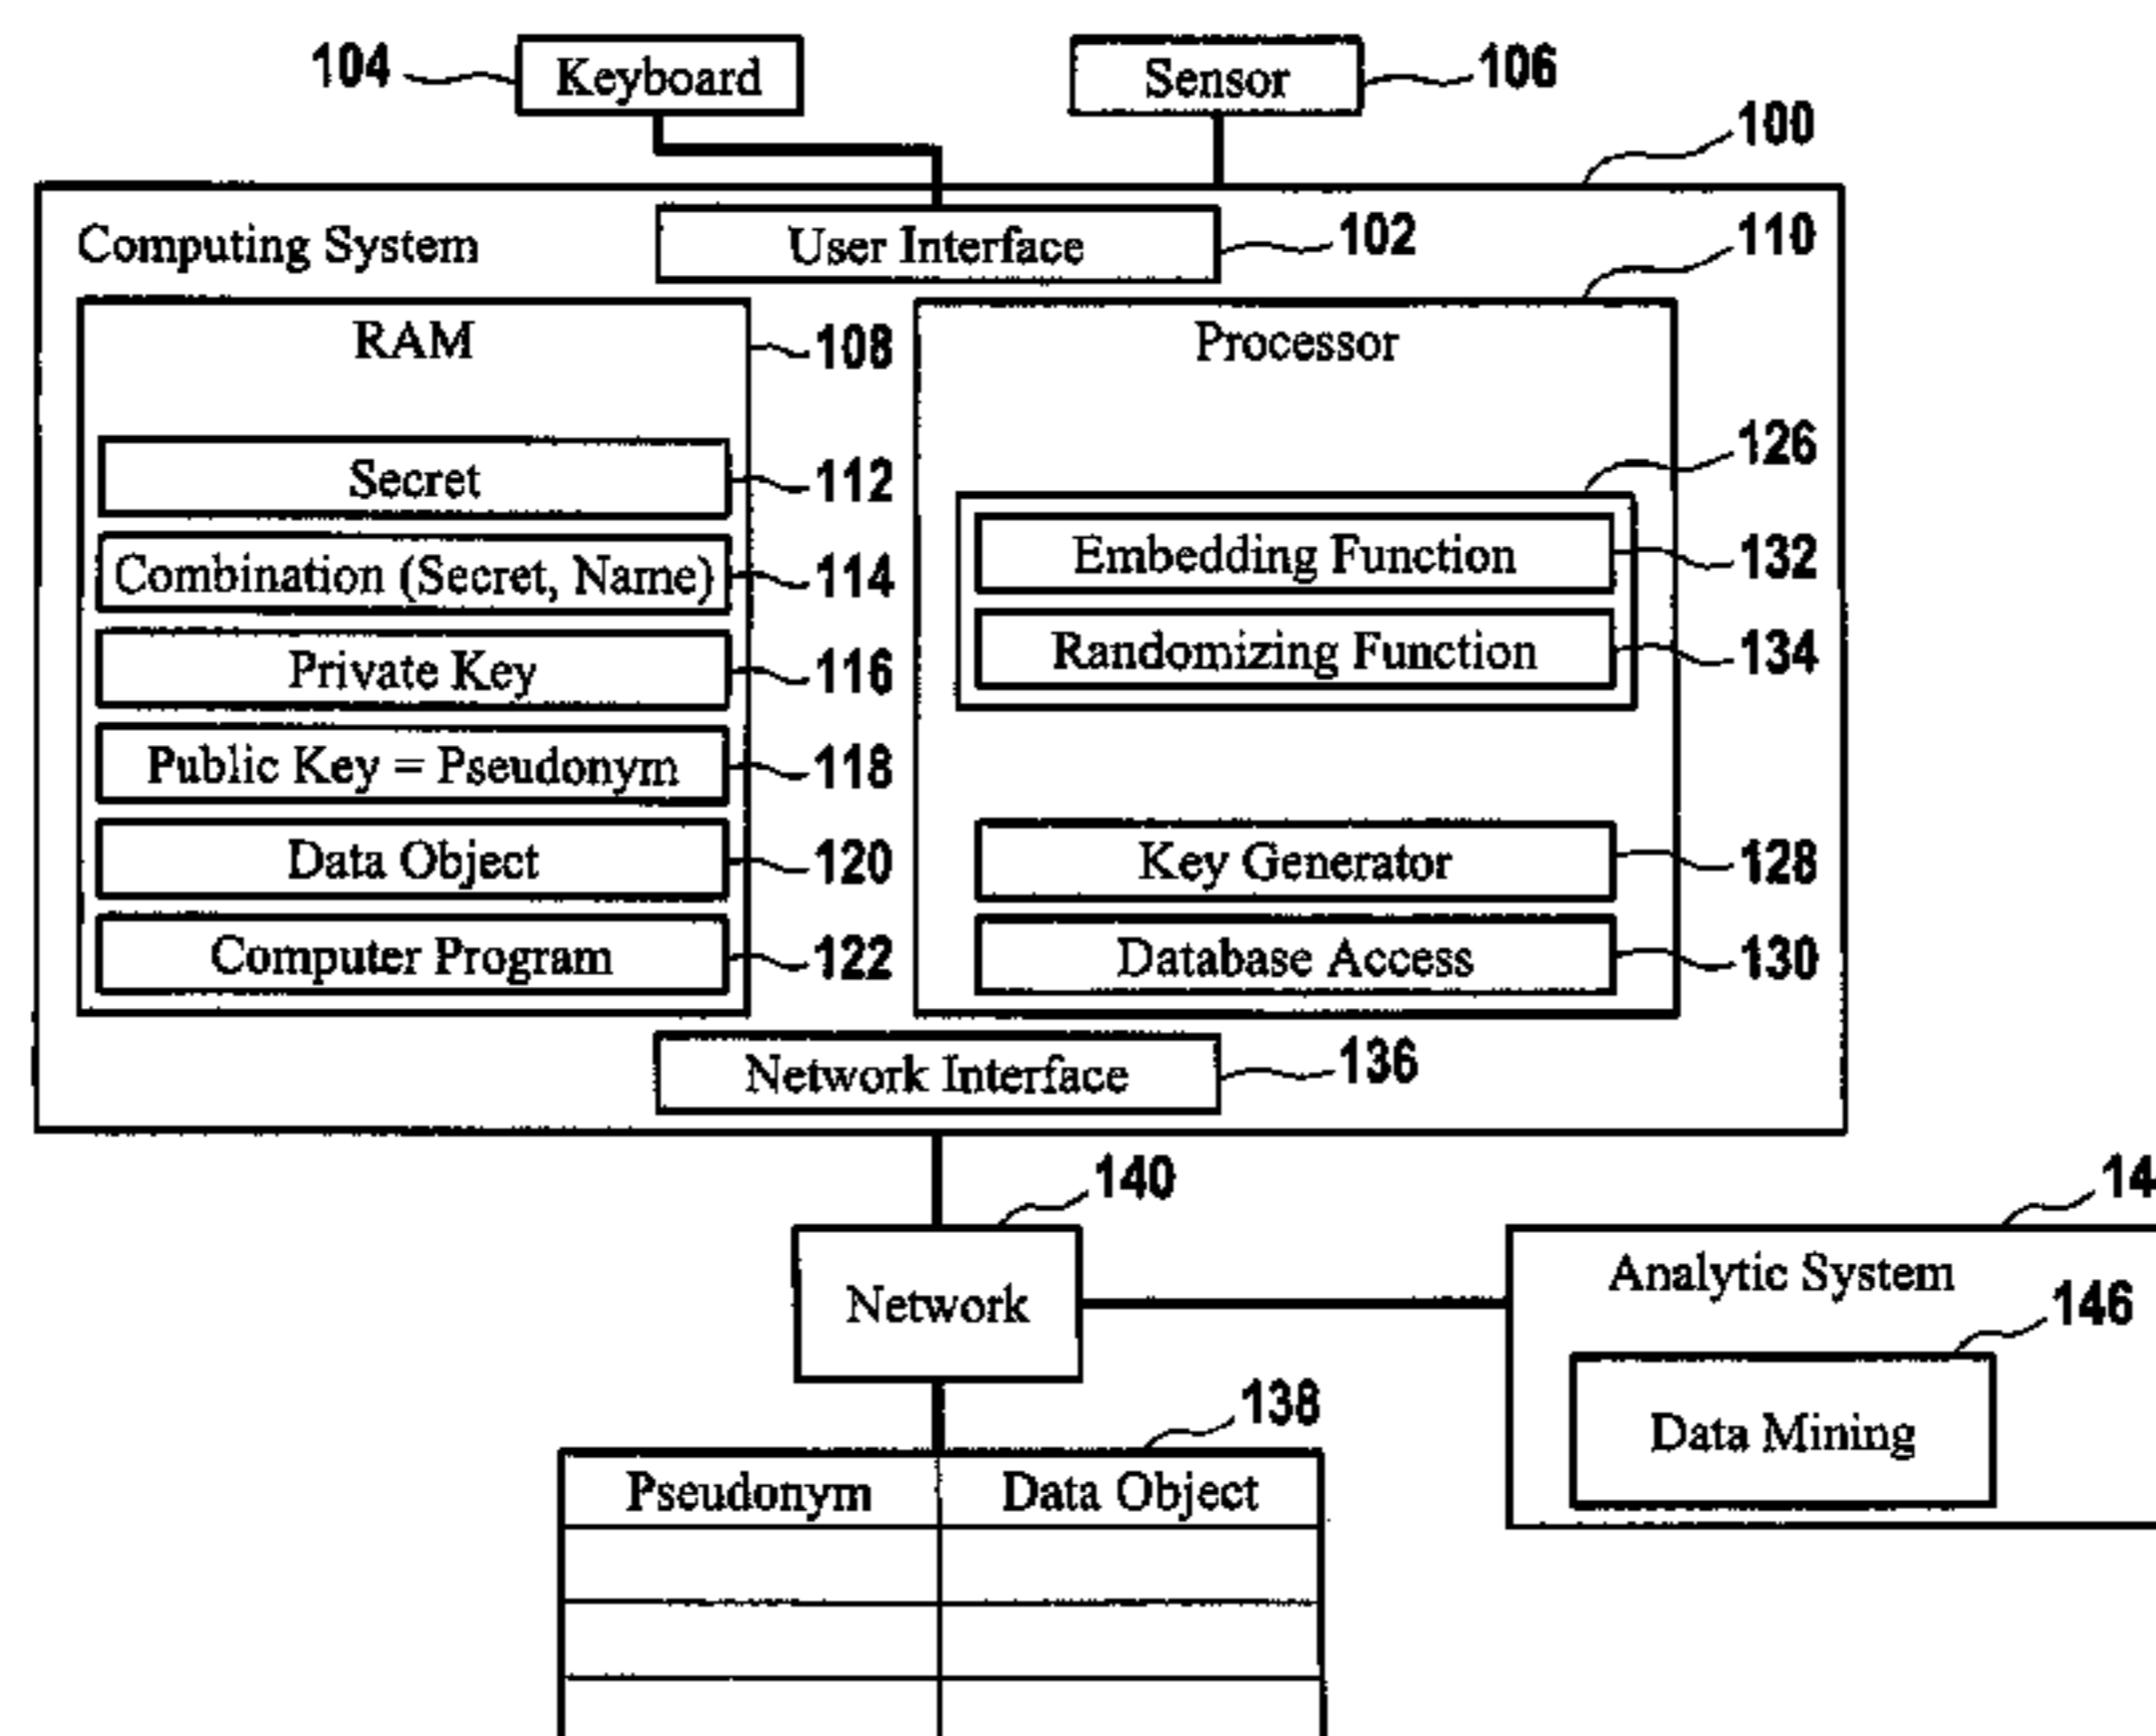 104 Keyboard Sensor 106
100
Computing System User Interface 102 110
RAM 108 Processor
126
Secret 112
Embedding Function 132
Combination (Secret, Name) 114
Randomizing Function 134
Private Key 116
Public Key = Pseudonym 118
Data Object 120 Key Generator 128
Computer Program 122 Database Access 130
Network Interface 136
140 14
Analytic System
Network 146
138
Data Mining
Pseudonym Data Object